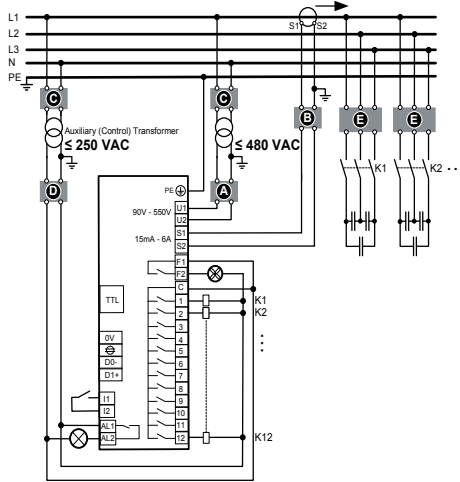 L1
S1 S2
L2
L3
N
PE
C C B E E
Auxiliary (Control) Transformer
≤ 250 VAC ≤ 480 VAC
K1 K2
D A
PE
90V - 550V U1
U2
15mA - 6A S1
S2
F1
F2
C
TTL 1 K1
2 K2
3
0V 4
5
D0- 6
D1+ 7
8
I1 9
I2 10
AL1 11
AL2 12 K12